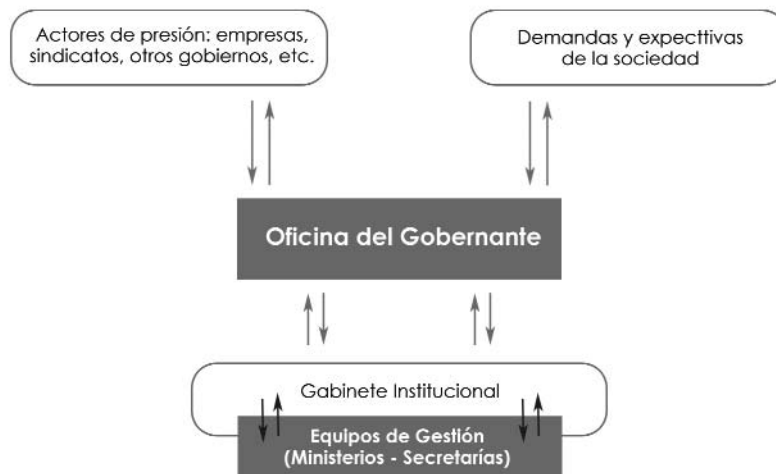 Actores de presión: empresas,
sindicatos, otros gobiernos, etc.
Demandas y expecttivas
de la sociedad
Oficina del Gobernante
Gabinete Institucional
Equipos de Gestión
(Ministerios - Secretarías)